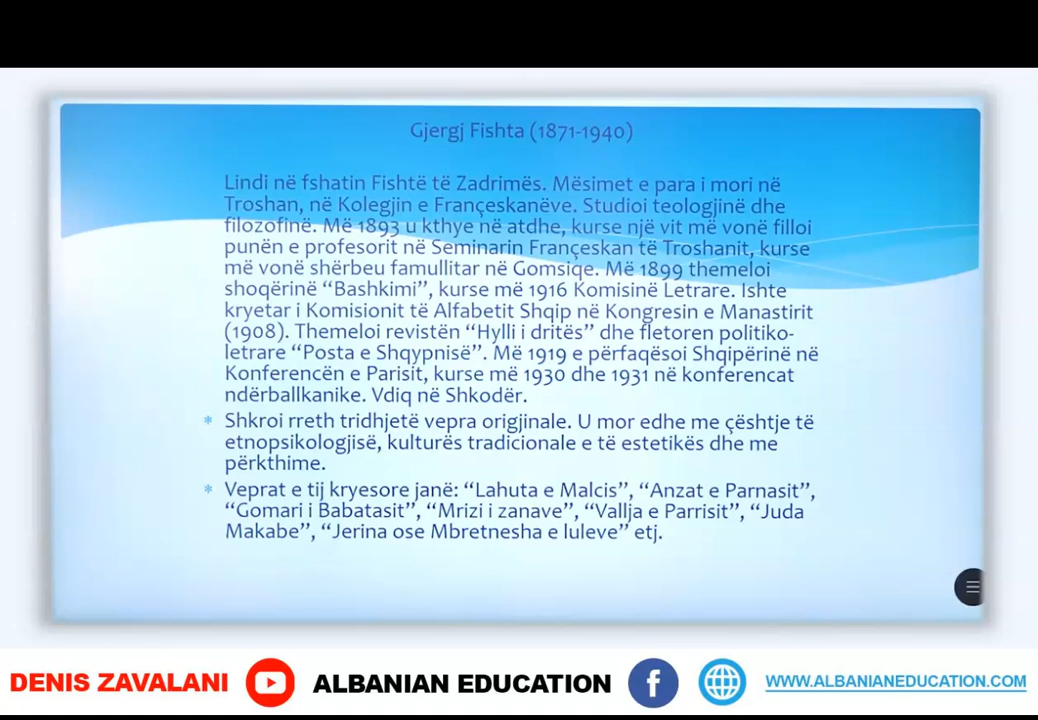 Gjergj Fishta (1871-1940)
Lindi në fshatin Fishtë të Zadrimës. Mësimet e para i mori në
Troshan, në Kolegjin e Françeskanëve. Studioi teologjinë dhe
filozofinë. Më 1893 u kthye në atdhe, kurse një vit më vonë filloi
punën e profesorit në Seminarin Françeskan të Troshanit, kurse
më vonë shërbeu famullitar në Gomsiqe. Më 1899 themeloi
shoqërinë “Bashkimi”, kurse më 1916 Komisinë Letrare. Ishte
kryetar i Komisionit të Alfabetit Shqip në Kongresin e Manastirit
(1908). Themeloi revistën “Hylli i dritës” dhe fletoren politiko-
letrare “Posta e Shqypnisë”. Më 1919 e përfaqësoi Shqipërinë në
Konferencën e Parisit, kurse më 1930 dhe 1931 në konferencat
ndërballkanike. Vdiq në Shkodër.
* Shkroi rreth tridhjetë vepra origjinale. U mor edhe me çështje të
etnopsikologjisë, kulturës tradicionale e të estetikës dhe me
përkthime.
* Veprat e tij kryesore janë: “Lahuta e Malcis”, “Anzat e Parnasit”,
“Gomari i Babatasit”, “Mrizi i zanave”, “Vallja e Parrisit”, “Juda
Makabe”, “Jerina ose Mbretnesha e luleve” etj.
DENIS ZAVALANI ALBANIAN EDUCATION f WWW.ALBANIANEDUCATION.COM